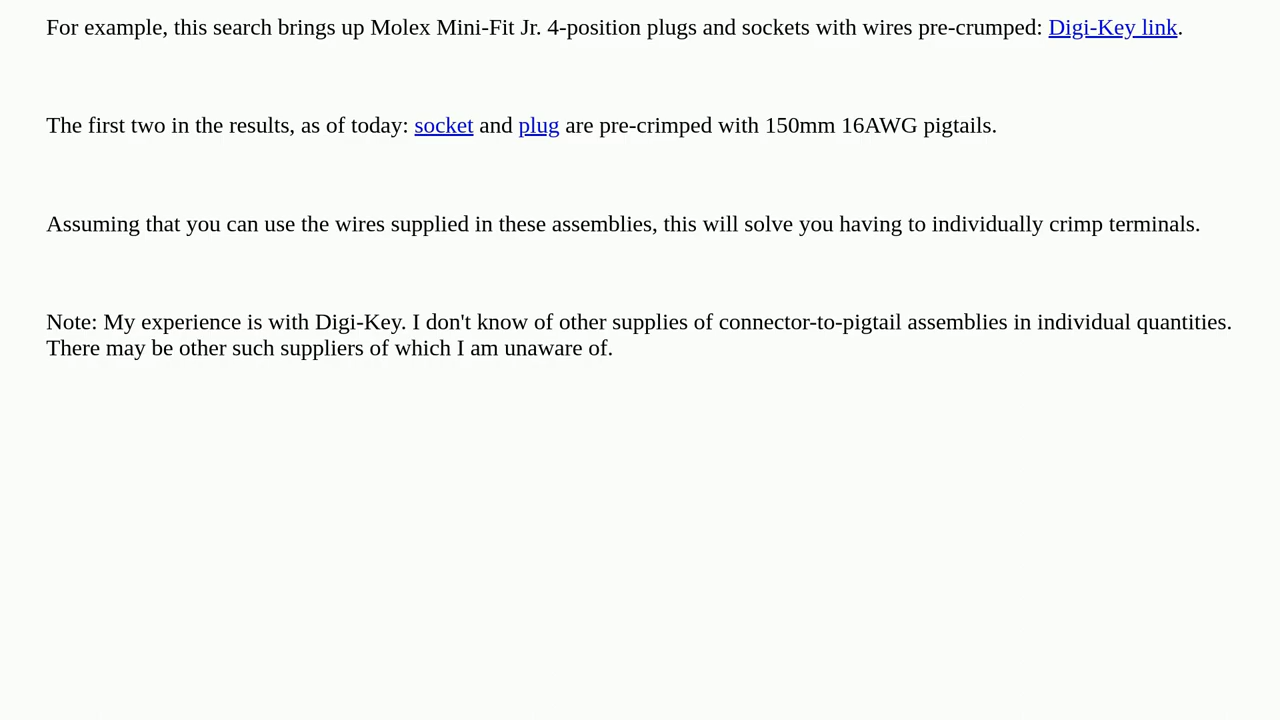 For example, this search brings up Molex Mini-Fit Jr. 4-position plugs and sockets with wires pre-crumped: Digi-Key link.
The first two in the results, as of today: socket and plug are pre-crimped with 150mm 16AWG pigtails.
Assuming that you can use the wires supplied in these assemblies, this will solve you having to individually crimp terminals.
Note: My experience is with Digi-Key. I don't know of other supplies of connector-to-pigtail assemblies in individual quantities.
There may be other such suppliers of which I am unaware of.